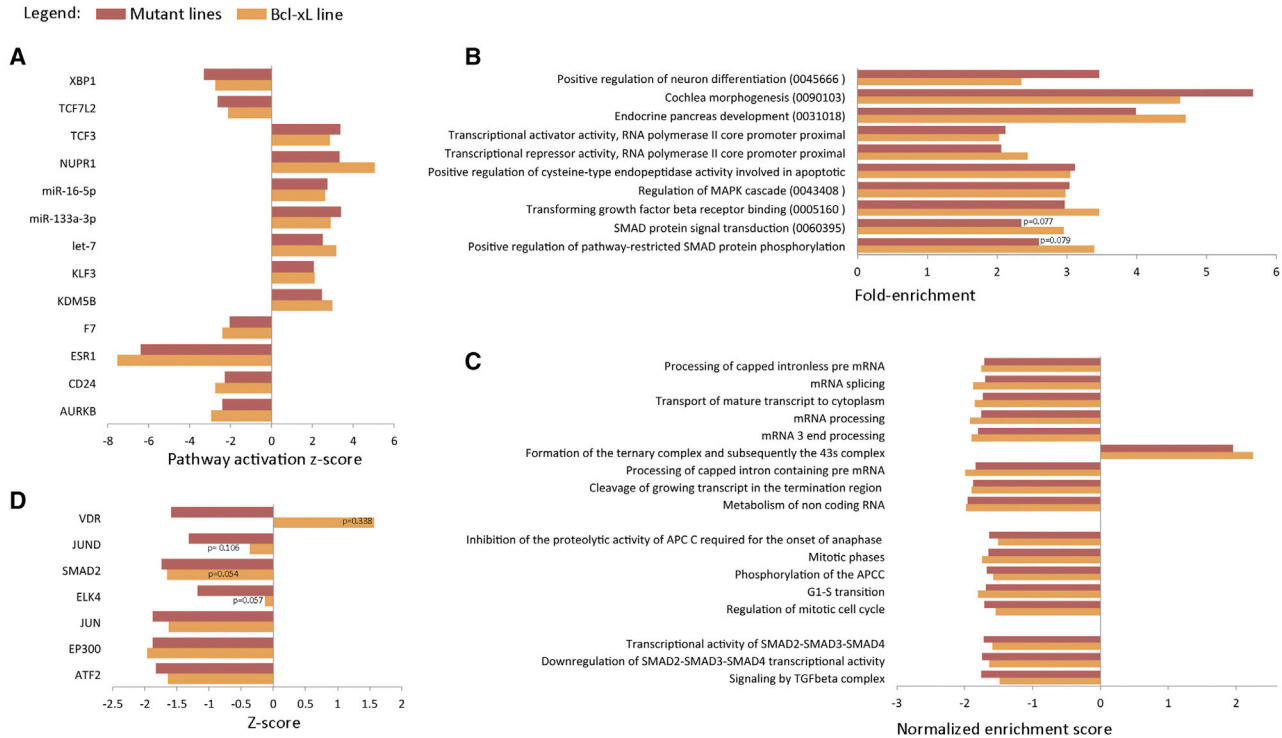 Legend: Mutant lines Bcl-xL line
A
XBP1
TCF7L2
TCF3
NUPR1
miR-16-5p
miR-133a-3p
let-7
KLF3
KDM5B
F7
ESR1
CD24
AURKB
-8 -6 -4 -2 0 2 4 6
Pathway activation z-score
B
Positive regulation of neuron differentiation (0045666 )
Cochlea morphogenesis (0090103)
Endocrine pancreas development (0031018)
Transcriptional activator activity, RNA polymerase II core promoter proximal
Transcriptional repressor activity, RNA polymerase II core promoter proximal
Positive regulation of cysteine-type endopeptidase activity involved in apoptotic
Regulation of MAPK cascade (0043408 )
Transforming growth factor beta receptor binding (0005160 )
SMAD protein signal transduction (0060395) p=0.077
Positive regulation of pathway-restricted SMAD protein phosphorylation p=0.079
0 1 2 3 4 5 6
Fold-enrichment
C
Processing of capped intronless pre mRNA
mRNA splicing
Transport of mature transcript to cytoplasm
mRNA processing
mRNA 3 end processing
Formation of the ternary complex and subsequently the 43s complex
Processing of capped intron containing pre mRNA
Cleavage of growing transcript in the termination region
Metabolism of non coding RNA
Inhibition of the proteolytic activity of APC C required for the onset of anaphase
Mitotic phases
Phosphorylation of the APCC
G1-S transition
Regulation of mitotic cell cycle
Transcriptional activity of SMAD2-SMAD3-SMAD4
Downregulation of SMAD2-SMAD3-SMAD4 transcriptional activity
Signaling by TGFbeta complex
-3 -2 -1 0 1 2
Normalized enrichment score
D
VDR p=0.338
JUND p= 0.106
SMAD2 p=0.054
ELK4 p=0.057
JUN
EP300
ATF2
-2.5 -2 -1.5 -1 -0.5 0 0.5 1 1.5 2
Z-score